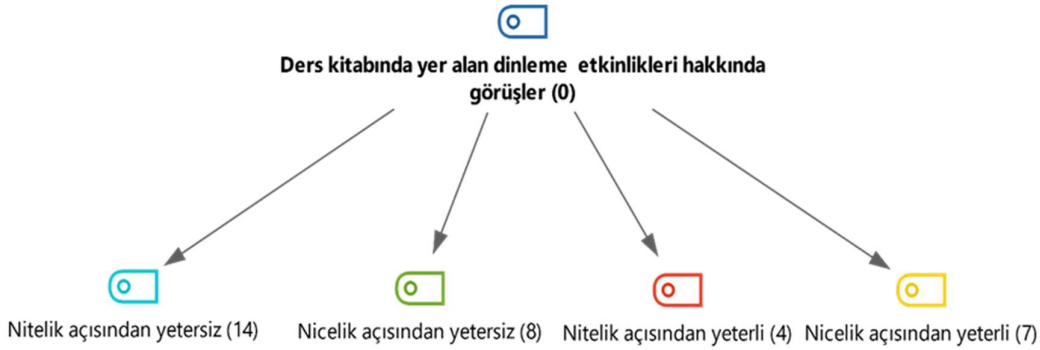 Ders kitabında yer alan dinleme etkinlikleri hakkında
görüşler (0)
Nitelik açısından yetersiz (14)
Nicelik açısından yetersiz (8)
Nitelik açısından yeterli (4)
Nicelik açısından yeterli (7)